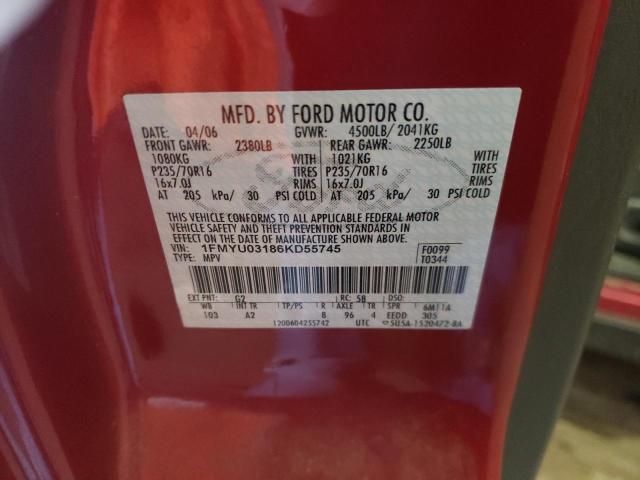 MFD. BY FORD MOTOR CO.
DATE: 04/06 GVWR: 4500LB/ 2041KG
FRONT GAWR: 2380LB REAR GAWR: 2250LB
1080KG WITH 1021KG WITH
P235/70R16 TIRES P235/70R16 TIRES
16x7.0J RIMS 16x7.0J RIMS
AT 205 kPa/ 30 PSI COLD AT 205 kPa/ 30 PSI COLD
THIS VEHICLE CONFORMS TO ALL APPLICABLE FEDERAL MOTOR
VEHICLE SAFETY AND THEFT PREVENTION STANDARDS IN
EFFECT ON THE DATE OF MANUFACTURE SHOWN ABOVE.
VIN: 1FMYU03186KD55745 F0099
TYPE: MPV T0344
EXT PNT: G2 RC: 58 DSO:
WB INT TR TP/PS R AXLE TR SPR 6M11A
103 A2 8 96 4 EEDD 305
1200604255742 UTC 5U5A-1520472-BA